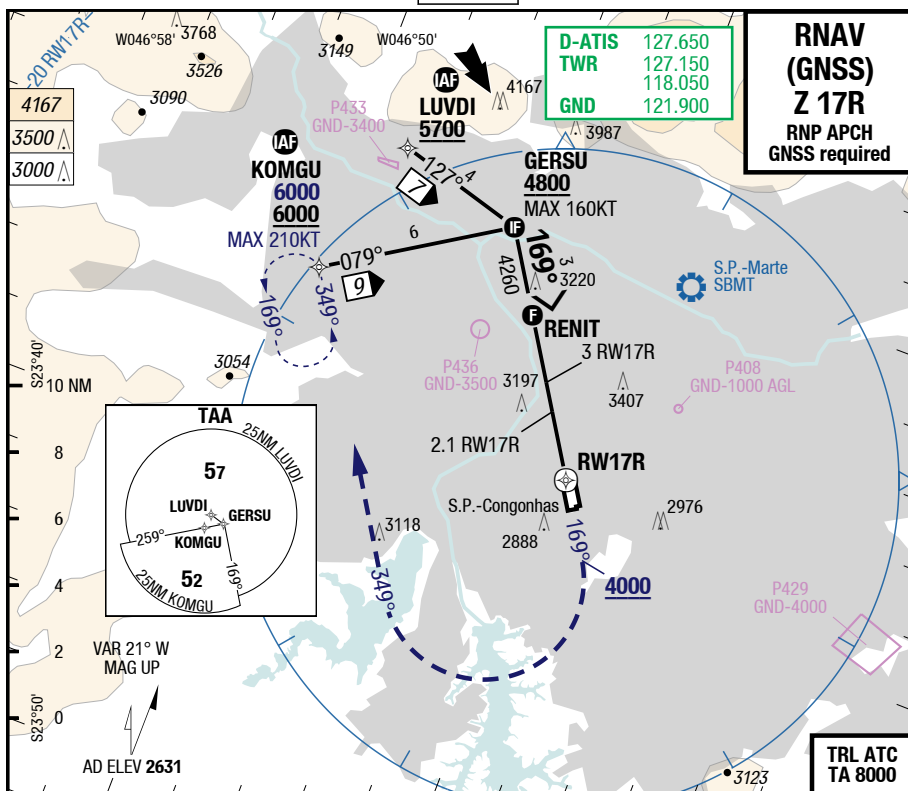 RNAV
(GNSS)
Z 17R
RNP APCH
GNSS required
D-ATIS 127.650
TWR 127.150
118.050
GND 121.900
20 RW17R
3768
W046°58'
3526
3149
W046°50'
3090
4167
3500
3000
IAF
LUVDI
5700
4167
3987
P433
GND-3400
IAF
KOMGU
6000
6000
MAX 210KT
127°
4
7
GERSU
4800
MAX 160KT
IF
079°
6
9
169°
349°
169°
3
4260
3220
S.P.-Marte
SBMT
F
RENIT
P436
GND-3500
3 RW17R
P408
GND-1000 AGL
3054
S23°40'
10 NM
3197
3407
2.1 RW17R
RW17R
8
6
4
2
0
TAA
25NM LUVDI
57
LUVDI
GERSU
KOMGU
259°
169°
52
25NM KOMGU
S.P.-Congonhas
2888
2976
3118
169°
4000
349°
P429
GND-4000
VAR 21° W
MAG UP
S23°50'
AD ELEV 2631
3123
TRL ATC
TA 8000